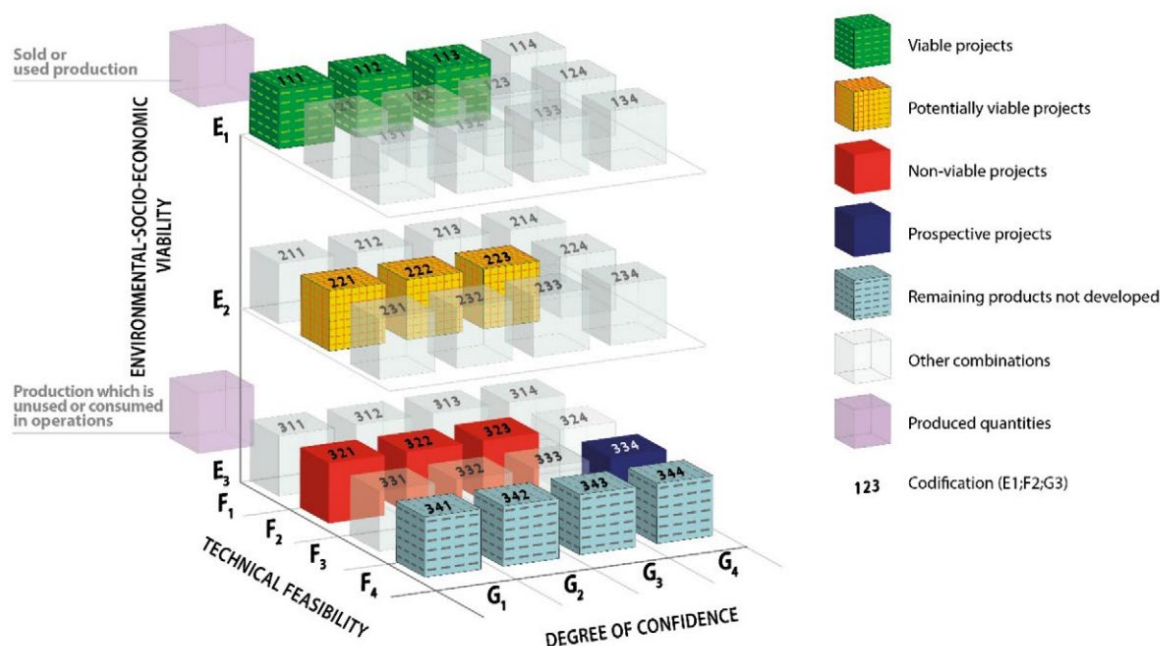 Sold or
used production
ENVIRONMENTAL-SOCIO-ECONOMIC
VIABILITY
E1
111
112
113
114
121
122
123
124
131
132
133
134
E2
211
212
213
214
221
222
223
224
231
232
233
234
Production which is
unused or consumed
in operations
E3
311
312
313
314
321
322
323
324
331
332
333
334
341
342
343
344
F1
F2
F3
F4
TECHNICAL FEASIBILITY
G1
G2
G3
G4
DEGREE OF CONFIDENCE
Viable projects
Potentially viable projects
Non-viable projects
Prospective projects
Remaining products not developed
Other combinations
Produced quantities
123 Codification (E1;F2;G3)